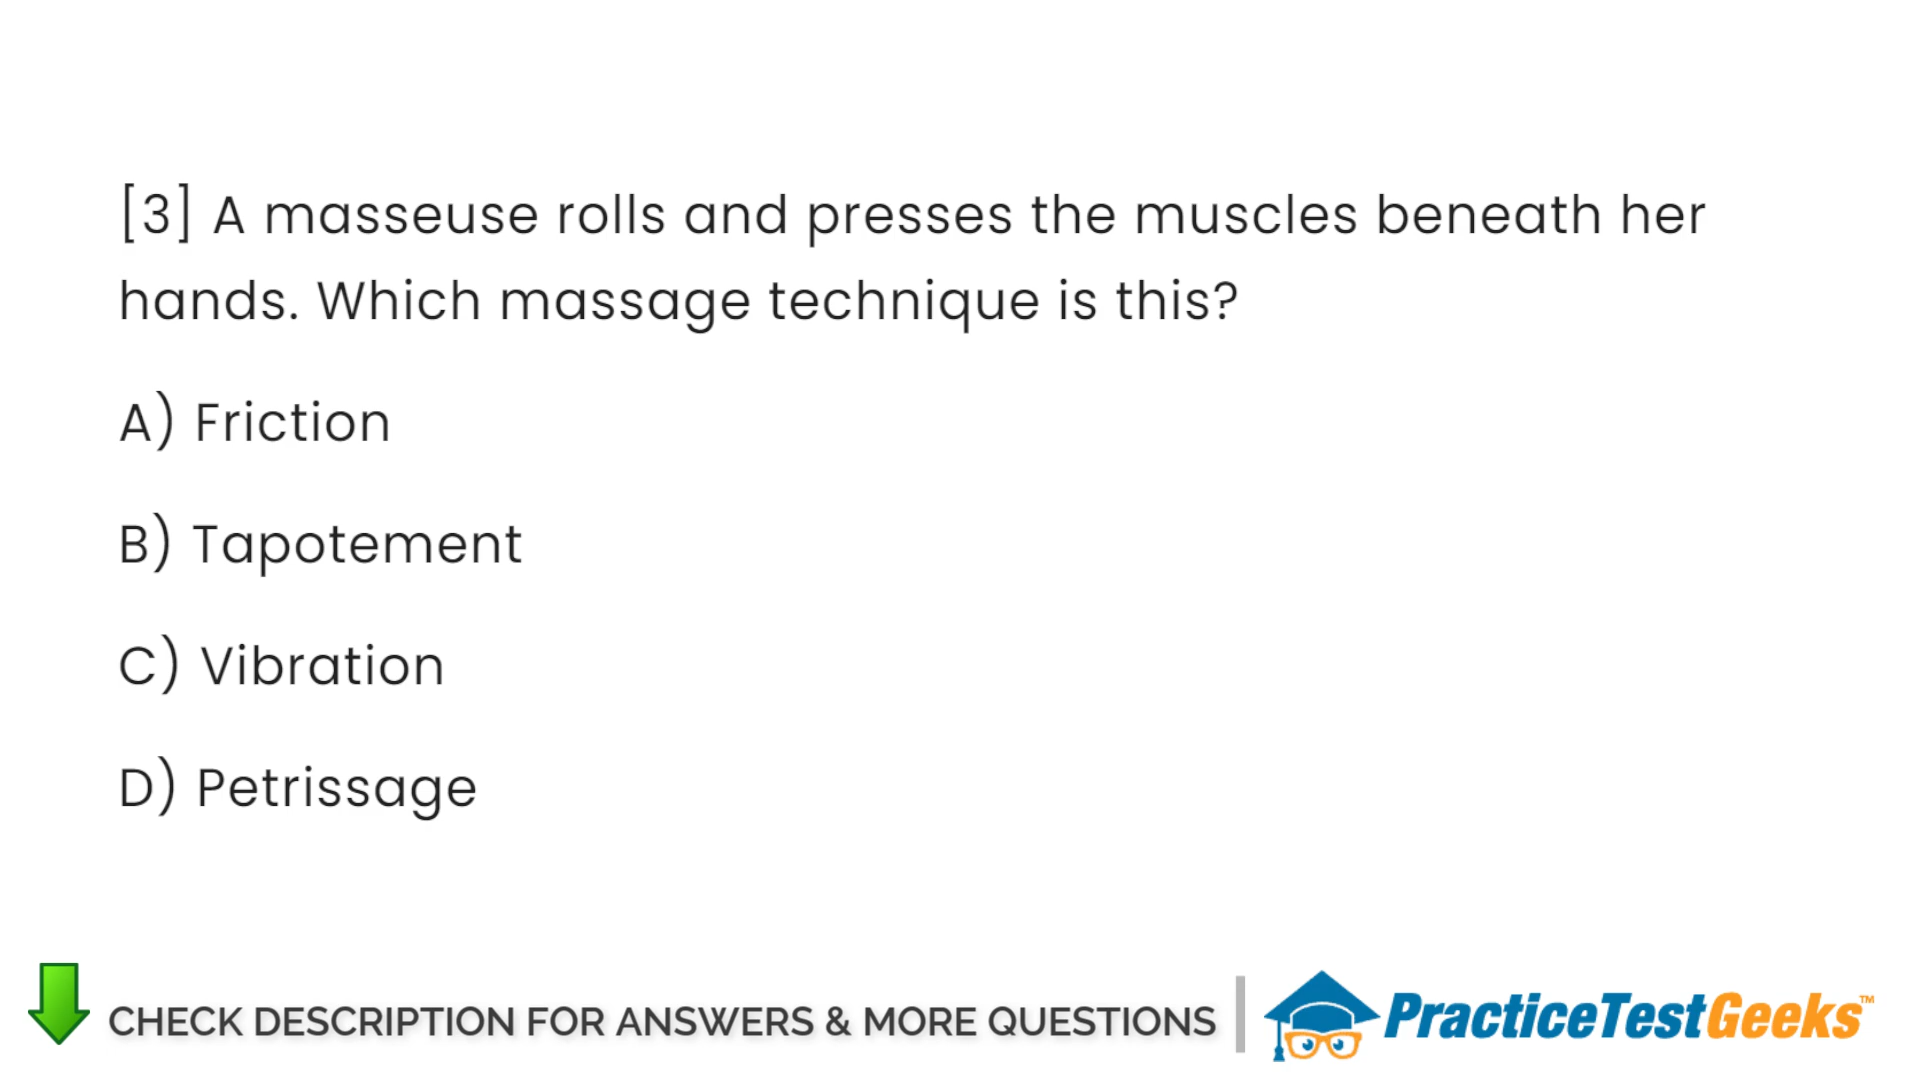 [3] A masseuse rolls and presses the muscles beneath her
hands. Which massage technique is this?
A) Friction
B) Tapotement
C) Vibration
D) Petrissage
CHECK DESCRIPTION FOR ANSWERS & MORE QUESTIONS
PracticeTestGeeks™